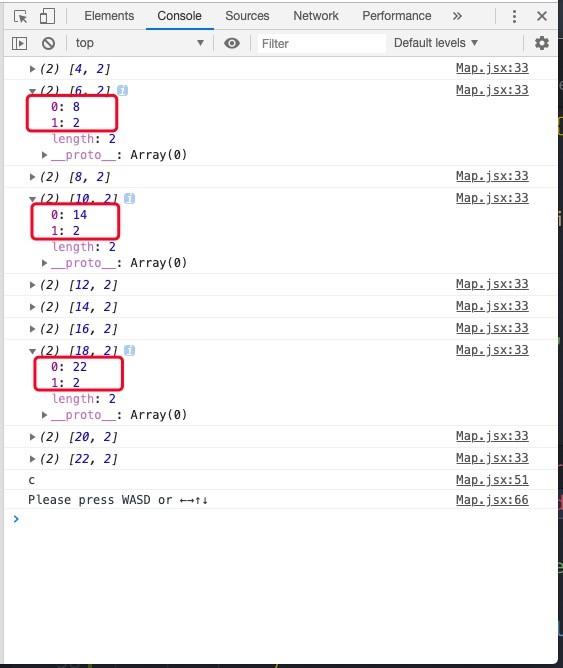 Elements Console Sources Network Performance »
top Filter Default levels
(2) [4, 2] Map.jsx:33
(2) [6, 2] i Map.jsx:33
0: 8
1: 2
length: 2
__proto__: Array(0)
(2) [8, 2] Map.jsx:33
(2) [10, 2] i Map.jsx:33
0: 14
1: 2
length: 2
__proto__: Array(0)
(2) [12, 2] Map.jsx:33
(2) [14, 2] Map.jsx:33
(2) [16, 2] Map.jsx:33
(2) [18, 2] i Map.jsx:33
0: 22
1: 2
length: 2
__proto__: Array(0)
(2) [20, 2] Map.jsx:33
(2) [22, 2] Map.jsx:33
c Map.jsx:51
Please press WASD or ←→↑↓ Map.jsx:66